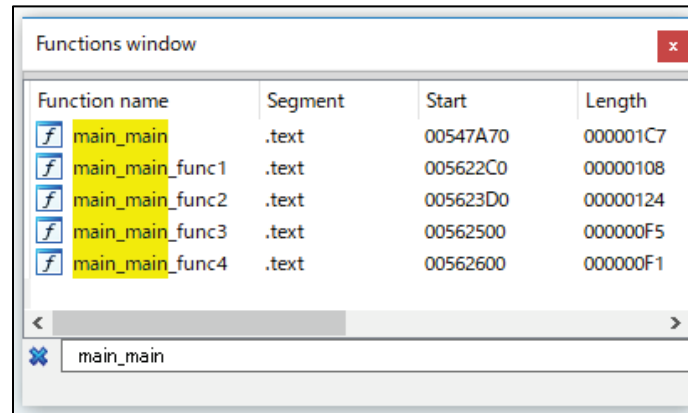 Functions window x
Function name Segment Start Length
f main_main .text 00547A70 000001C7
f main_main_func1 .text 005622C0 00000108
f main_main_func2 .text 005623D0 00000124
f main_main_func3 .text 00562500 000000F5
f main_main_func4 .text 00562600 000000F1
main_main